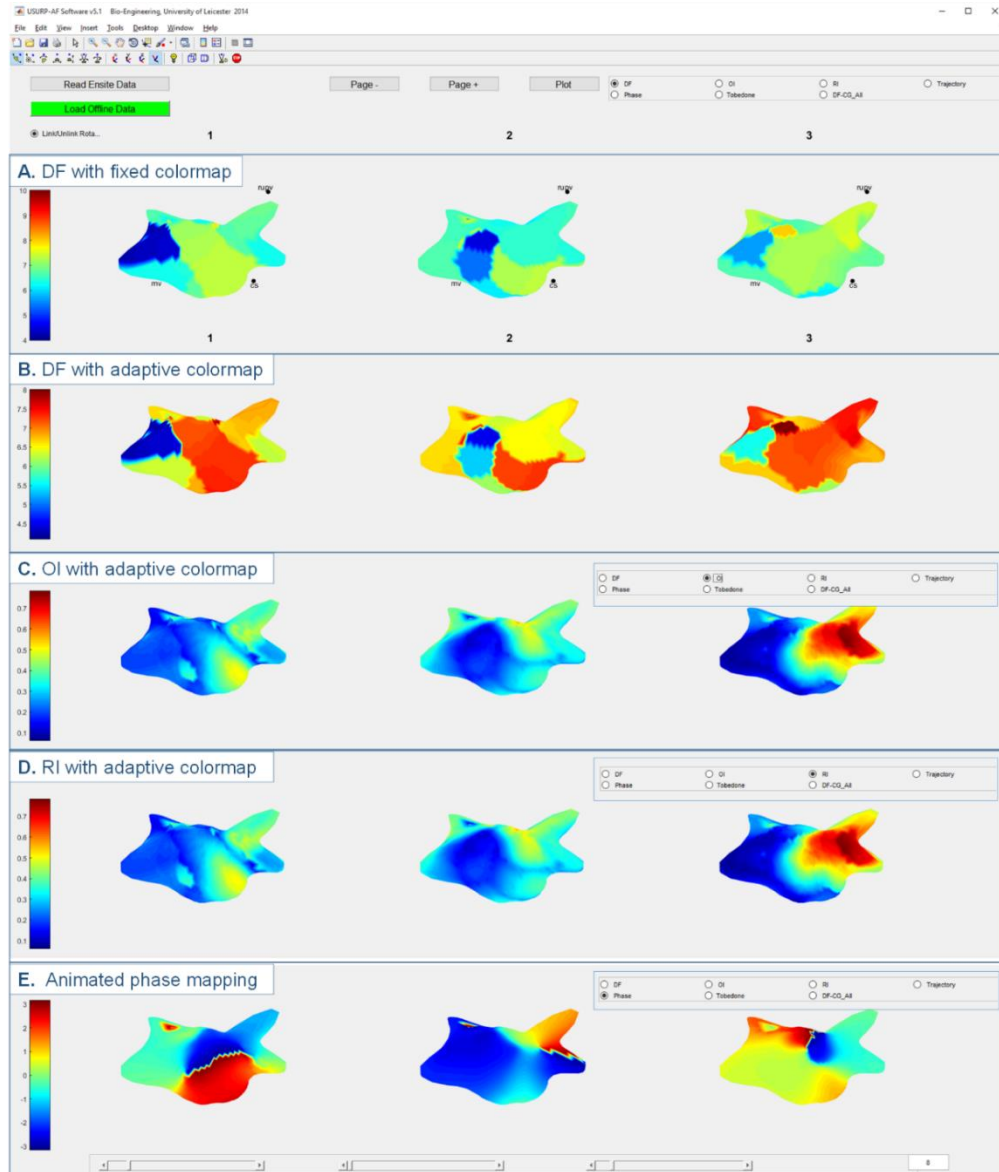 USURP-AF Software v5.1 Bio-Engineering, University of Leicester 2014
File Edit View Insert Tools Desktop Window Help
Read Ensite Data Page - Page + Plot DF OI RI Trajectory
Load Offline Data Phase Tobedone DF-CG_All
Link/Unlink Rota...
1 2 3
A. DF with fixed colormap
rupv rupv rupv
10
9
8
7
6
5
4
mv cs mv cs mv cs
1 2 3
B. DF with adaptive colormap
8
7.5
7
6.5
6
5.5
5
4.5
C. OI with adaptive colormap
DF OI RI Trajectory
Phase Tobedone DF-CG_All
0.7
0.6
0.5
0.4
0.3
0.2
0.1
D. RI with adaptive colormap
DF OI RI Trajectory
Phase Tobedone DF-CG_All
0.7
0.6
0.5
0.4
0.3
0.2
0.1
E. Animated phase mapping
DF OI RI Trajectory
Phase Tobedone DF-CG_All
3
2
1
0
-1
-2
-3
8